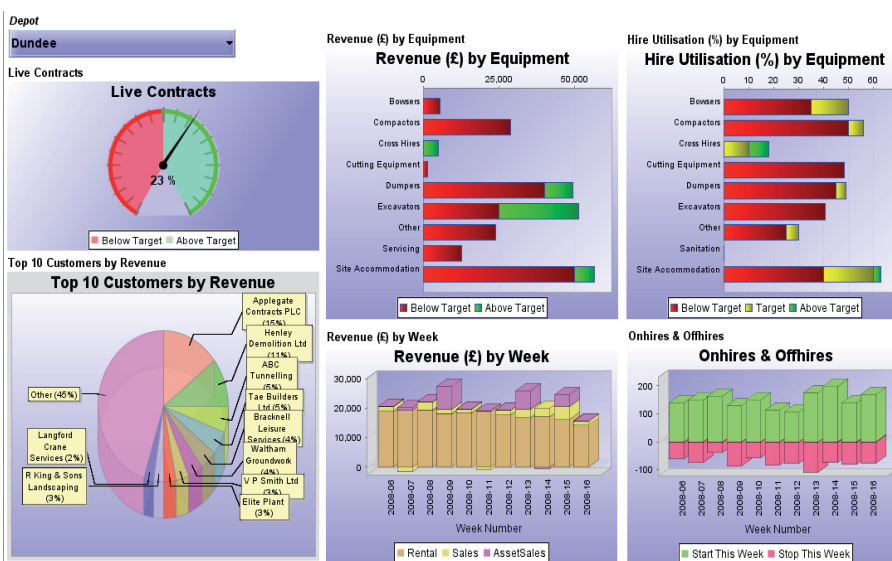 Depot
Dundee
Live Contracts
Live Contracts
23 %
Below Target
Above Target
Top 10 Customers by Revenue
Top 10 Customers by Revenue
Applegate
Contracts PLC
(15%)
Henley
Demolition Ltd
(11%)
ABC
Tunnelling
(5%)
Tae Builders
Ltd (5%)
Bracknell
Leisure
Services (4%)
Waltham
Groundwork
(4%)
V P Smith Ltd
(3%)
Elite Plant
(3%)
Other (45%)
Langford
Crane
Services (2%)
R King & Sons
Landscaping
(3%)
Revenue (£) by Equipment
Revenue (£) by Equipment
0 25,000 50,000
Bowsers
Compactors
Cross Hires
Cutting Equipment
Dumpers
Excavators
Other
Servicing
Site Accommodation
Below Target Above Target
Hire Utilisation (%) by Equipment
Hire Utilisation (%) by Equipment
0 10 20 30 40 50 60
Bowsers
Compactors
Cross Hires
Cutting Equipment
Dumpers
Excavators
Other
Sanitation
Site Accommodation
Below Target Target Above Target
Revenue (£) by Week
Revenue (£) by Week
30,000
20,000
10,000
0
2008-06
2008-07
2008-08
2008-09
2008-10
2008-11
2008-12
2008-13
2008-14
2008-15
2008-16
Week Number
Rental Sales AssetSales
Onhires & Offhires
Onhires & Offhires
200
100
0
-100
2008-06
2008-07
2008-08
2008-09
2008-10
2008-11
2008-12
2008-13
2008-14
2008-15
2008-16
Week Number
Start This Week Stop This Week